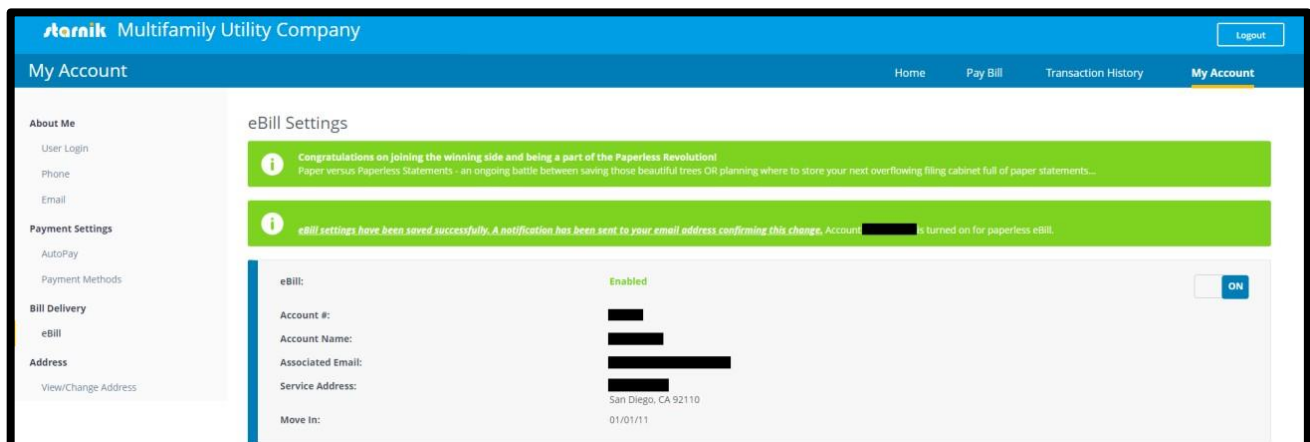 starnik Multifamily Utility Company
Logout
My Account
Home Pay Bill Transaction History My Account
About Me
User Login
Phone
Email
Payment Settings
AutoPay
Payment Methods
Bill Delivery
eBill
Address
View/Change Address
eBill Settings
Congratulations on joining the winning side and being a part of the Paperless Revolution!
Paper versus Paperless Statements - an ongoing battle between saving those beautiful trees OR planning where to store your next overflowing filing cabinet full of paper statements...
eBill settings have been saved successfully. A notification has been sent to your email address confirming this change. Account is turned on for paperless eBill.
eBill: Enabled ON
Account #:
Account Name:
Associated Email:
Service Address:
San Diego, CA 92110
Move In: 01/01/11